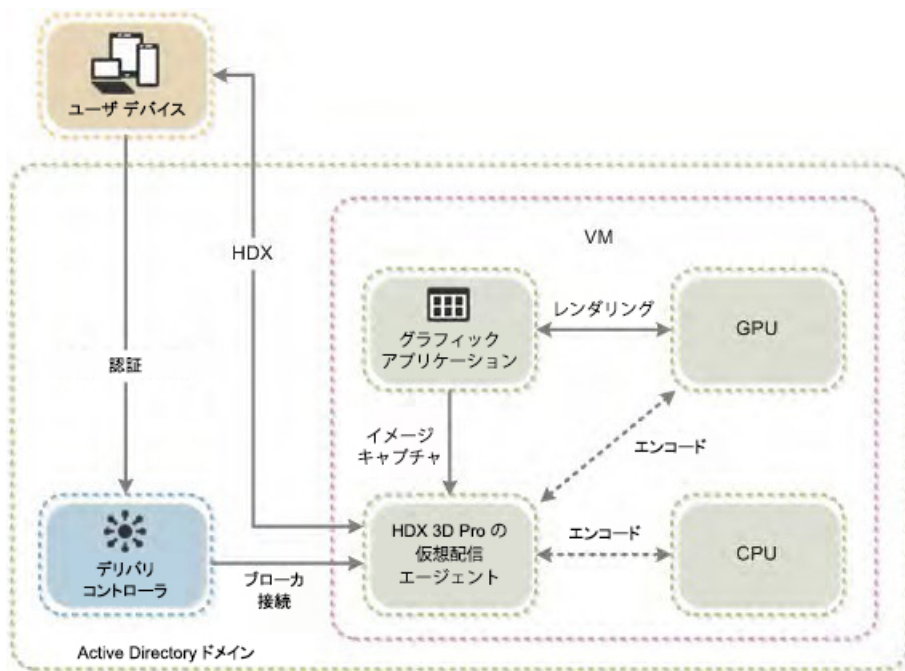 ユーザ デバイス
VM
HDX
グラフィック
アプリケーション
レンダリング
GPU
認証
イメージ
キャプチャ
エンコード
デリバリ
コントローラ
ブローカ
接続
HDX 3D Pro の
仮想配信
エージェント
エンコード
CPU
Active Directory ドメイン